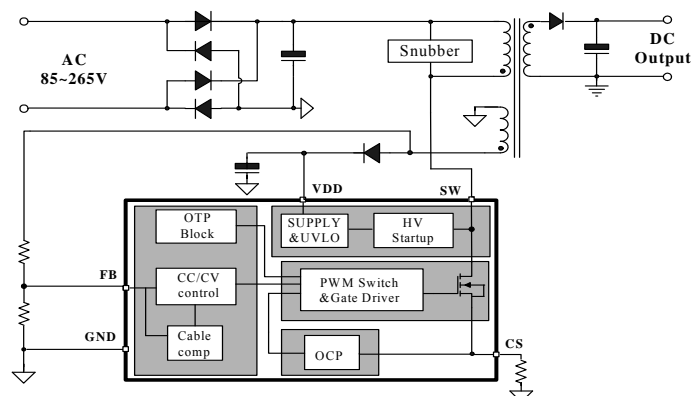 AC
85~265V
Snubber
DC
Output
VDD
SW
OTP
Block
SUPPLY
&UVLO
HV
Startup
FB
CC/CV
control
PWM Switch
&Gate Driver
GND
Cable
comp
OCP
CS